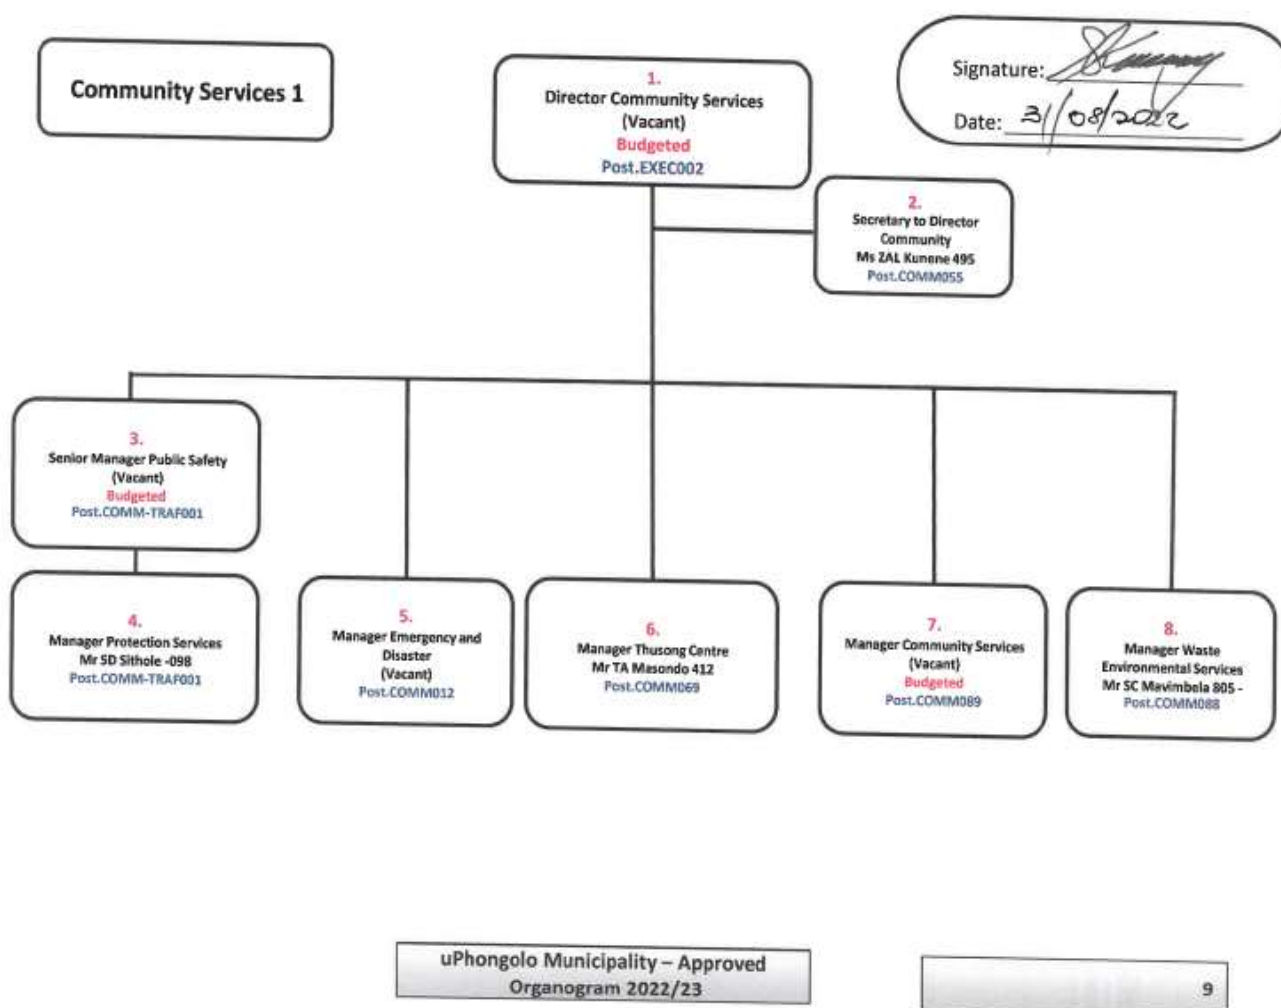 Community Services 1
1.
Director Community Services
(Vacant)
Budgeted
Post.EXEC002
Signature:
Date: 31/08/2022
2.
Secretary to Director
Community
Ms ZAL Kunene 495
Post.COMM055
3.
Senior Manager Public Safety
(Vacant)
Budgeted
Post.COMM-TRAF001
4.
Manager Protection Services
Mr SD Sithole -098
Post.COMM-TRAF001
5.
Manager Emergency and
Disaster
(Vacant)
Post.COMM012
6.
Manager Thusong Centre
Mr TA Masondo 412
Post.COMM069
7.
Manager Community Services
(Vacant)
Budgeted
Post.COMM089
8.
Manager Waste
Environmental Services
Mr SC Mavimbela 805 -
Post.COMM088
uPhongolo Municipality – Approved
Organogram 2022/23
9